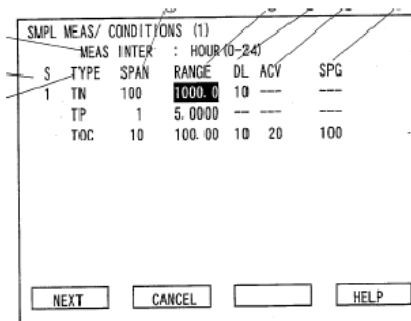 SMPL MEAS/ CONDITIONS (1)
MEAS INTER : HOUR(0-24)
S TYPE SPAN RANGE DL ACV SPG
1 TN 100 1000.0 10 --- ---
TP 1 5.0000 -- --- ---
TOC 10 100.00 10 20 100
NEXT CANCEL HELP